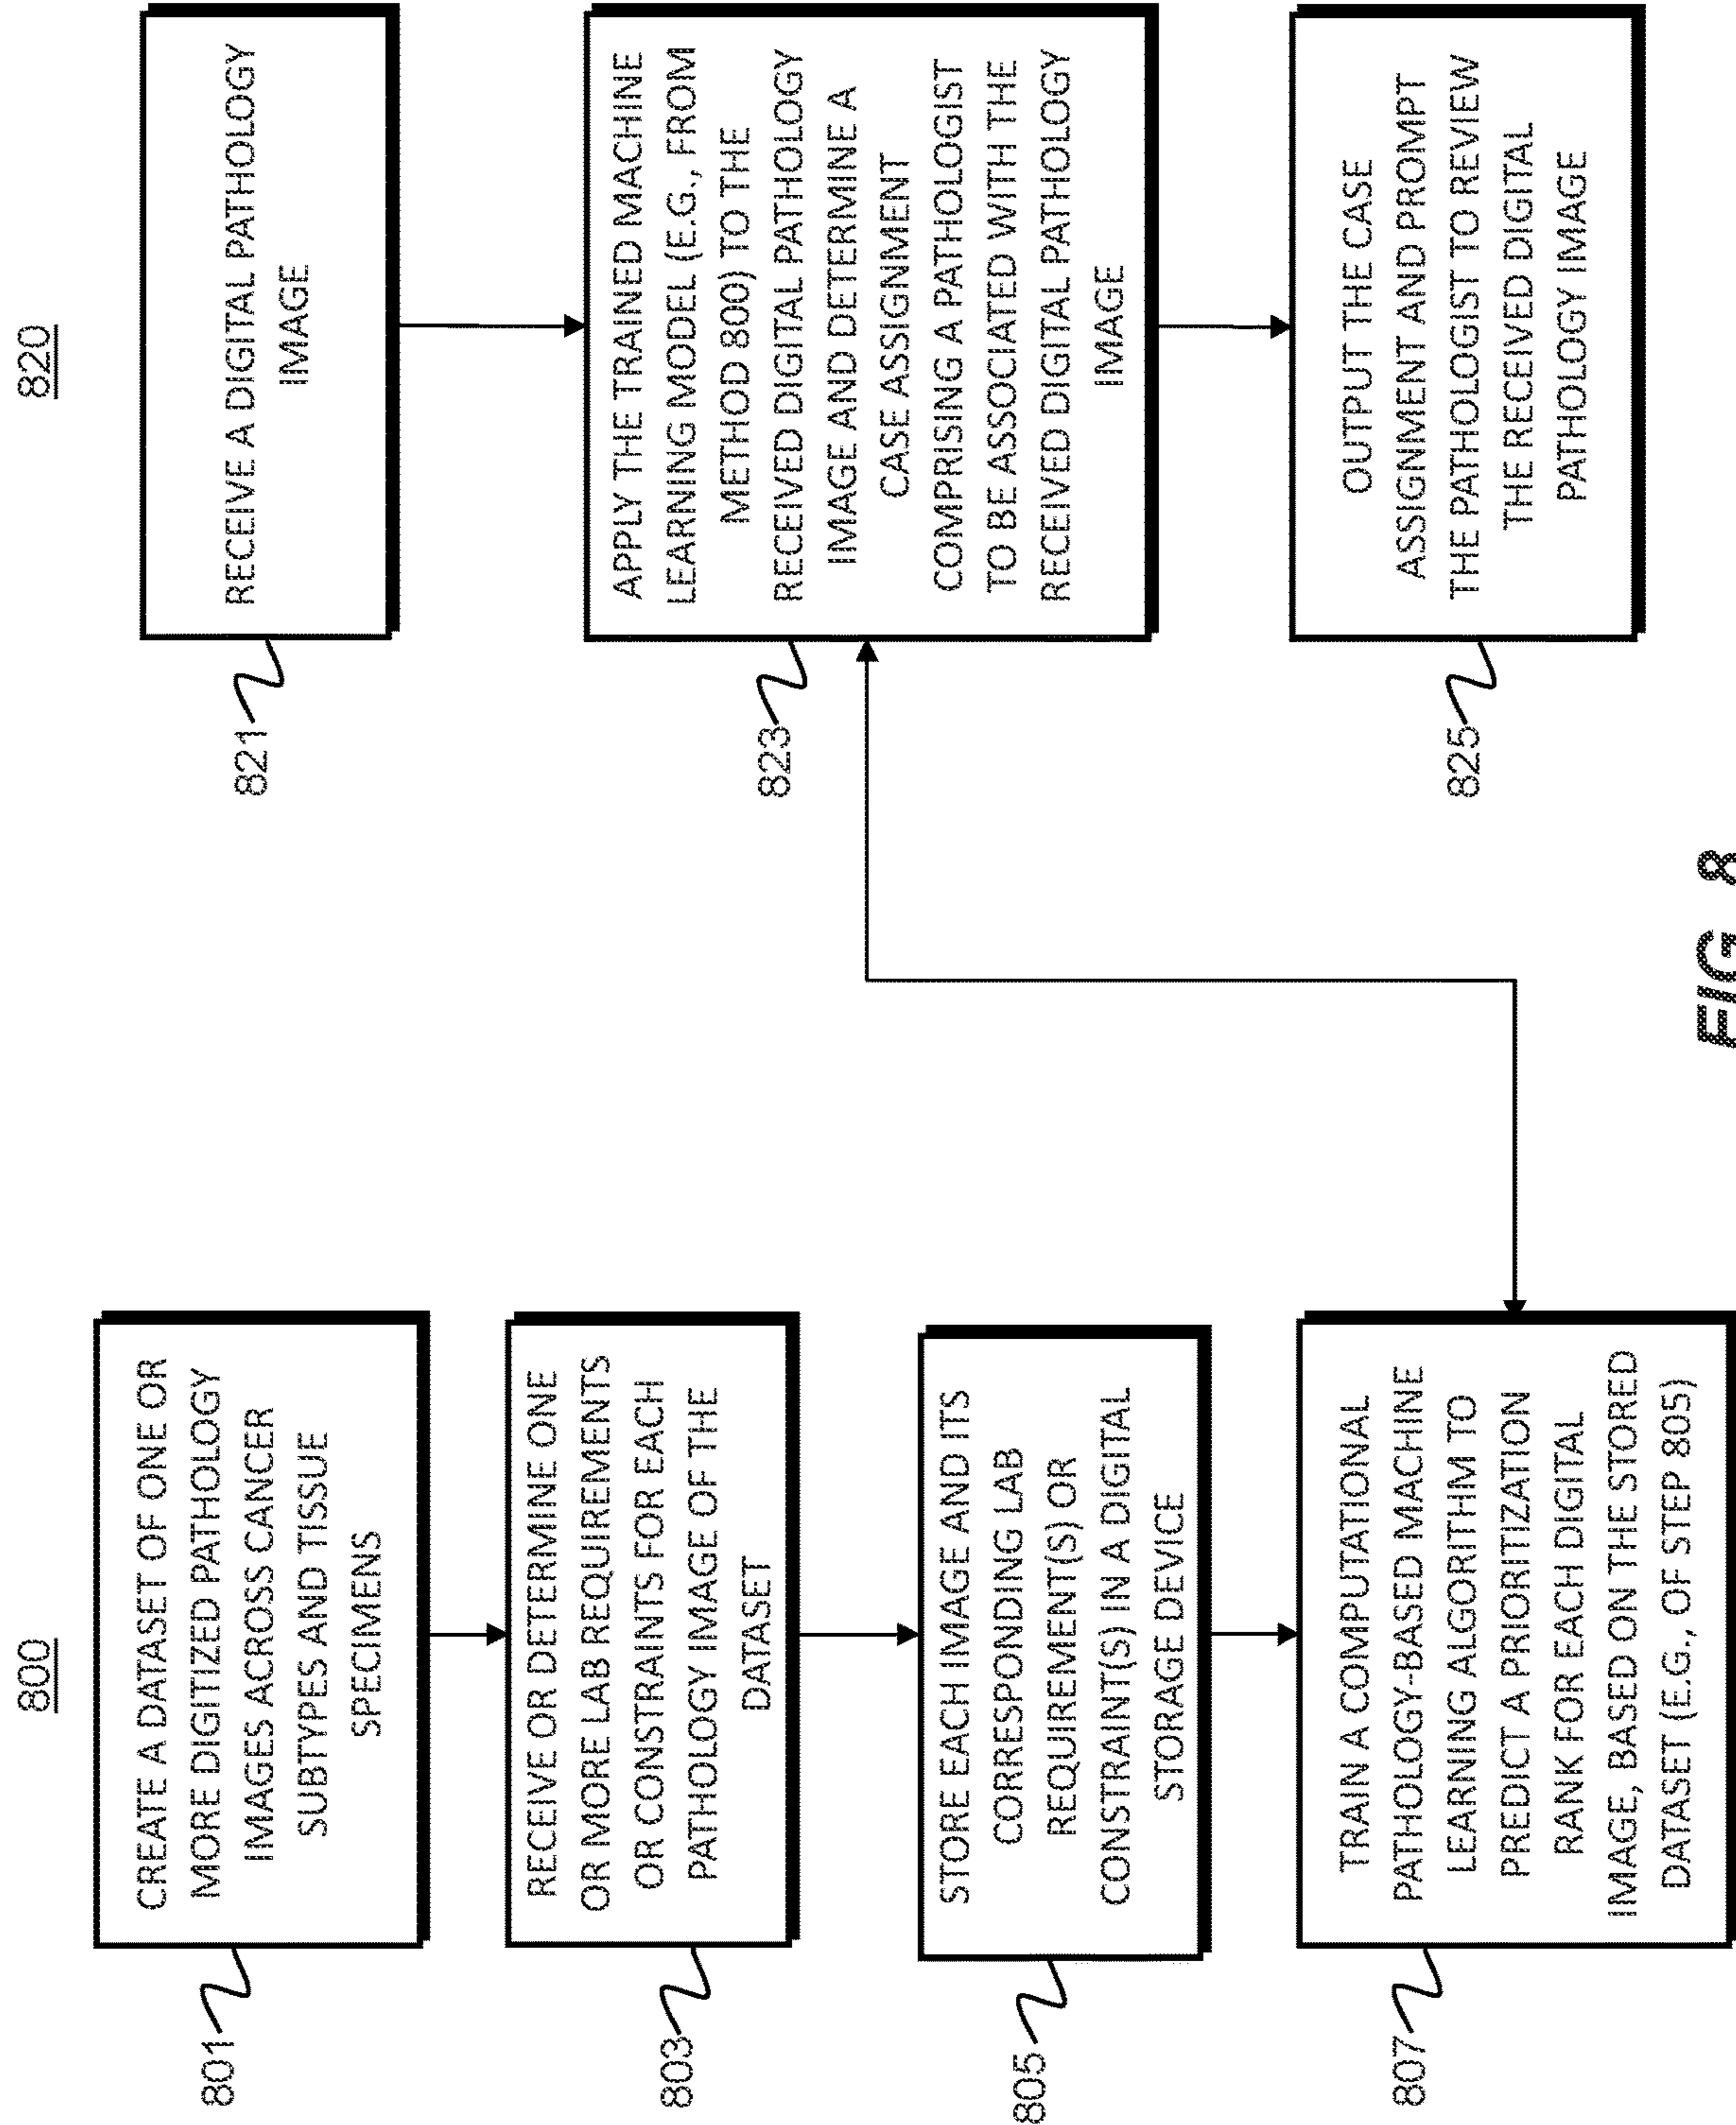 800
801
CREATE A DATASET OF ONE OR
MORE DIGITIZED PATHOLOGY
IMAGES ACROSS CANCER
SUBTYPES AND TISSUE
SPECIMENS
803
RECEIVE OR DETERMINE ONE
OR MORE LAB REQUIREMENTS
OR CONSTRAINTS FOR EACH
PATHOLOGY IMAGE OF THE
DATASET
805
STORE EACH IMAGE AND ITS
CORRESPONDING LAB
REQUIREMENT(S) OR
CONSTRAINT(S) IN A DIGITAL
STORAGE DEVICE
807
TRAIN A COMPUTATIONAL
PATHOLOGY-BASED MACHINE
LEARNING ALGORITHM TO
PREDICT A PRIORITIZATION
RANK FOR EACH DIGITAL
IMAGE, BASED ON THE STORED
DATASET (E.G., OF STEP 805)
820
821
RECEIVE A DIGITAL PATHOLOGY
IMAGE
823
APPLY THE TRAINED MACHINE
LEARNING MODEL (E.G., FROM
METHOD 800) TO THE
RECEIVED DIGITAL PATHOLOGY
IMAGE AND DETERMINE A
CASE ASSIGNMENT
COMPRISING A PATHOLOGIST
TO BE ASSOCIATED WITH THE
RECEIVED DIGITAL PATHOLOGY
IMAGE
825
OUTPUT THE CASE
ASSIGNMENT AND PROMPT
THE PATHOLOGIST TO REVIEW
THE RECEIVED DIGITAL
PATHOLOGY IMAGE
FIG. 8